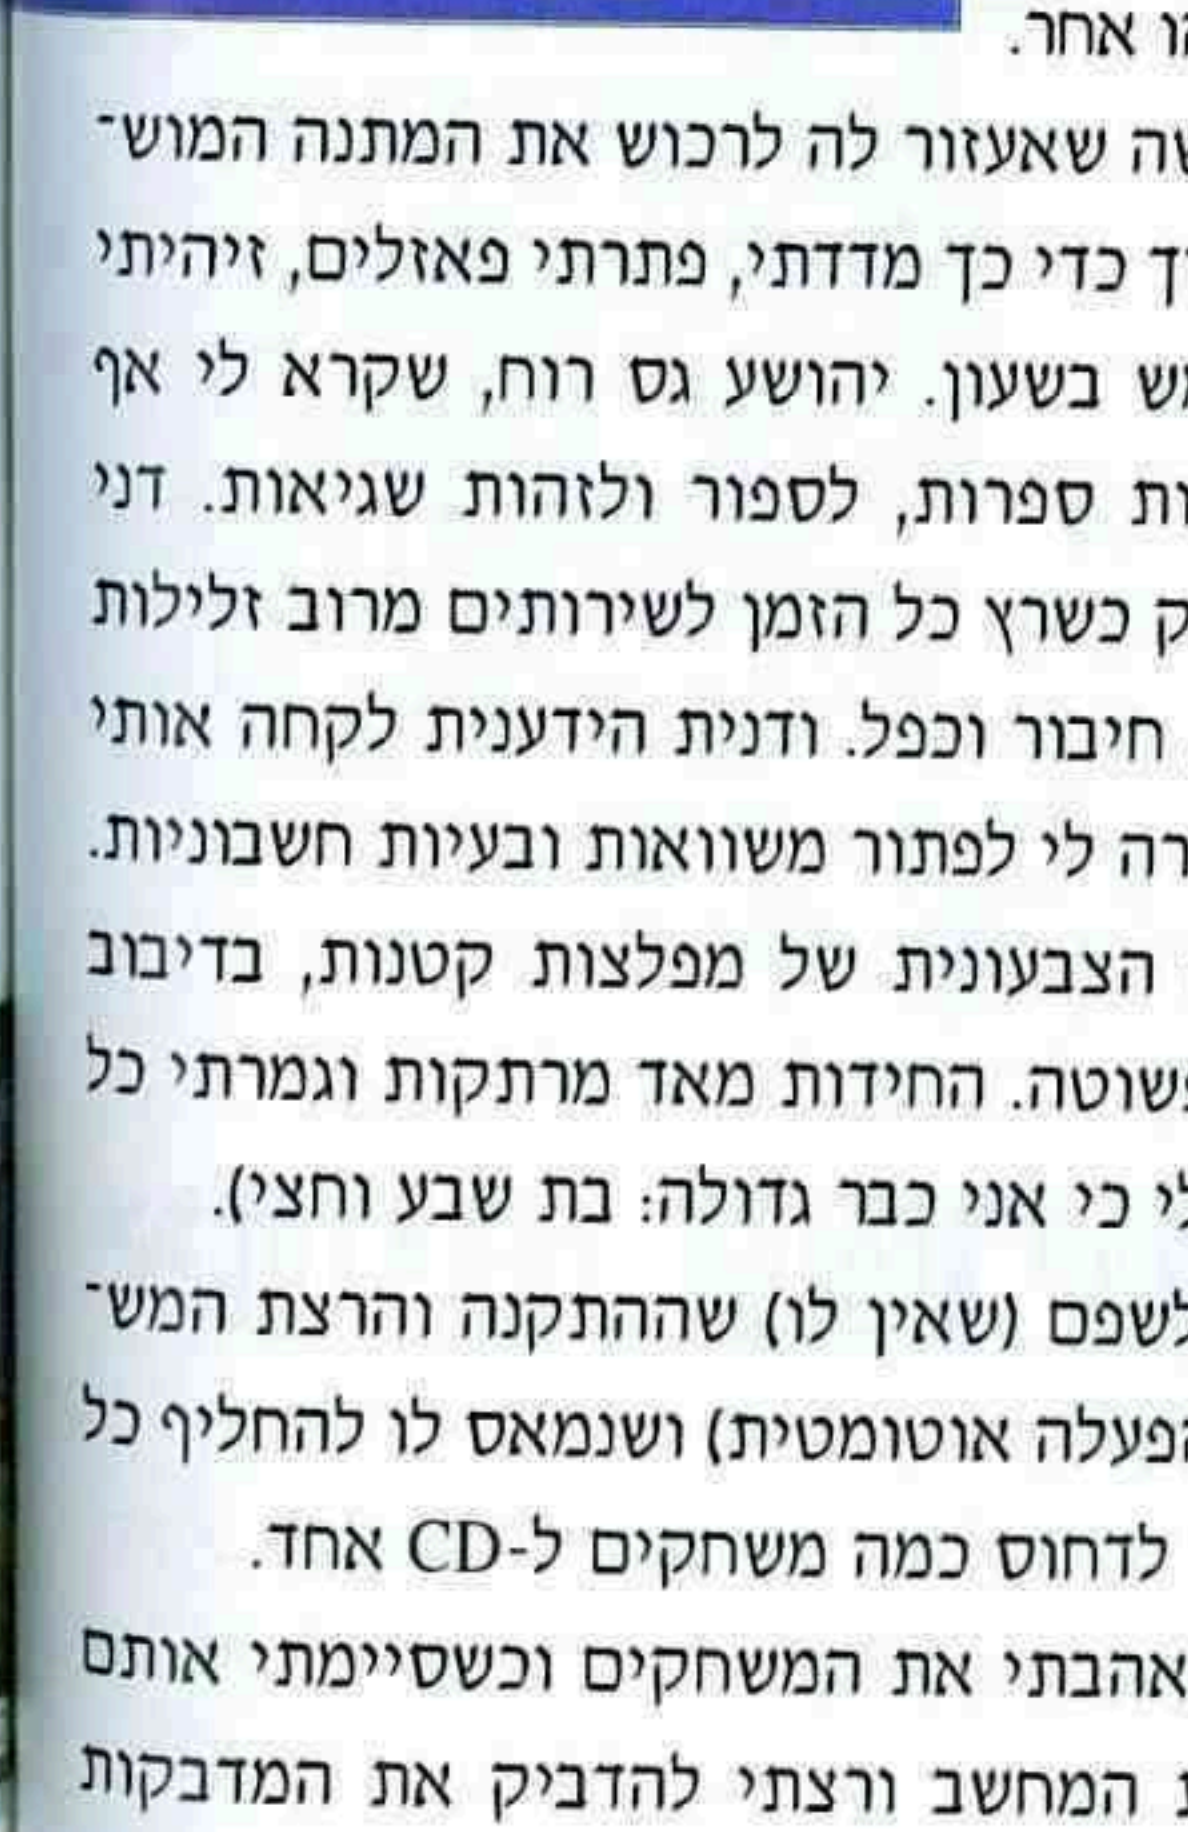 אחר.
שאעזור לה לרכוש את המתנה המוש־
כדי כך מדדתי, פתרתי פאזלים, זיהיתי
בשעון. יהושע גס רוח, שקרא לי אף
ספרות, לספור ולזהות שגיאות. דני
כשרץ כל הזמן לשירותים מרוב זלילות
חיבור וכפל. ודנית הידענית לקחה אותי
לי לפתור משוואות ובעיות חשבוניות.
הצבעונית של מפלצות קטנות, בדיבוב
פשוטה. החידות מאד מרתקות וגמרתי כל
כי אני כבר גדולה: בת שבע וחצי).
לשפם (שאין לו) שההתקנה והרצת המש־
הפעלה אוטומטית) ושנמאס לו להחליף כל
לדחוס כמה משחקים ל-CD אחד.
אהבתי את המשחקים וכשסיימתי אותם
המחשב ורצתי להדביק את המדבקות